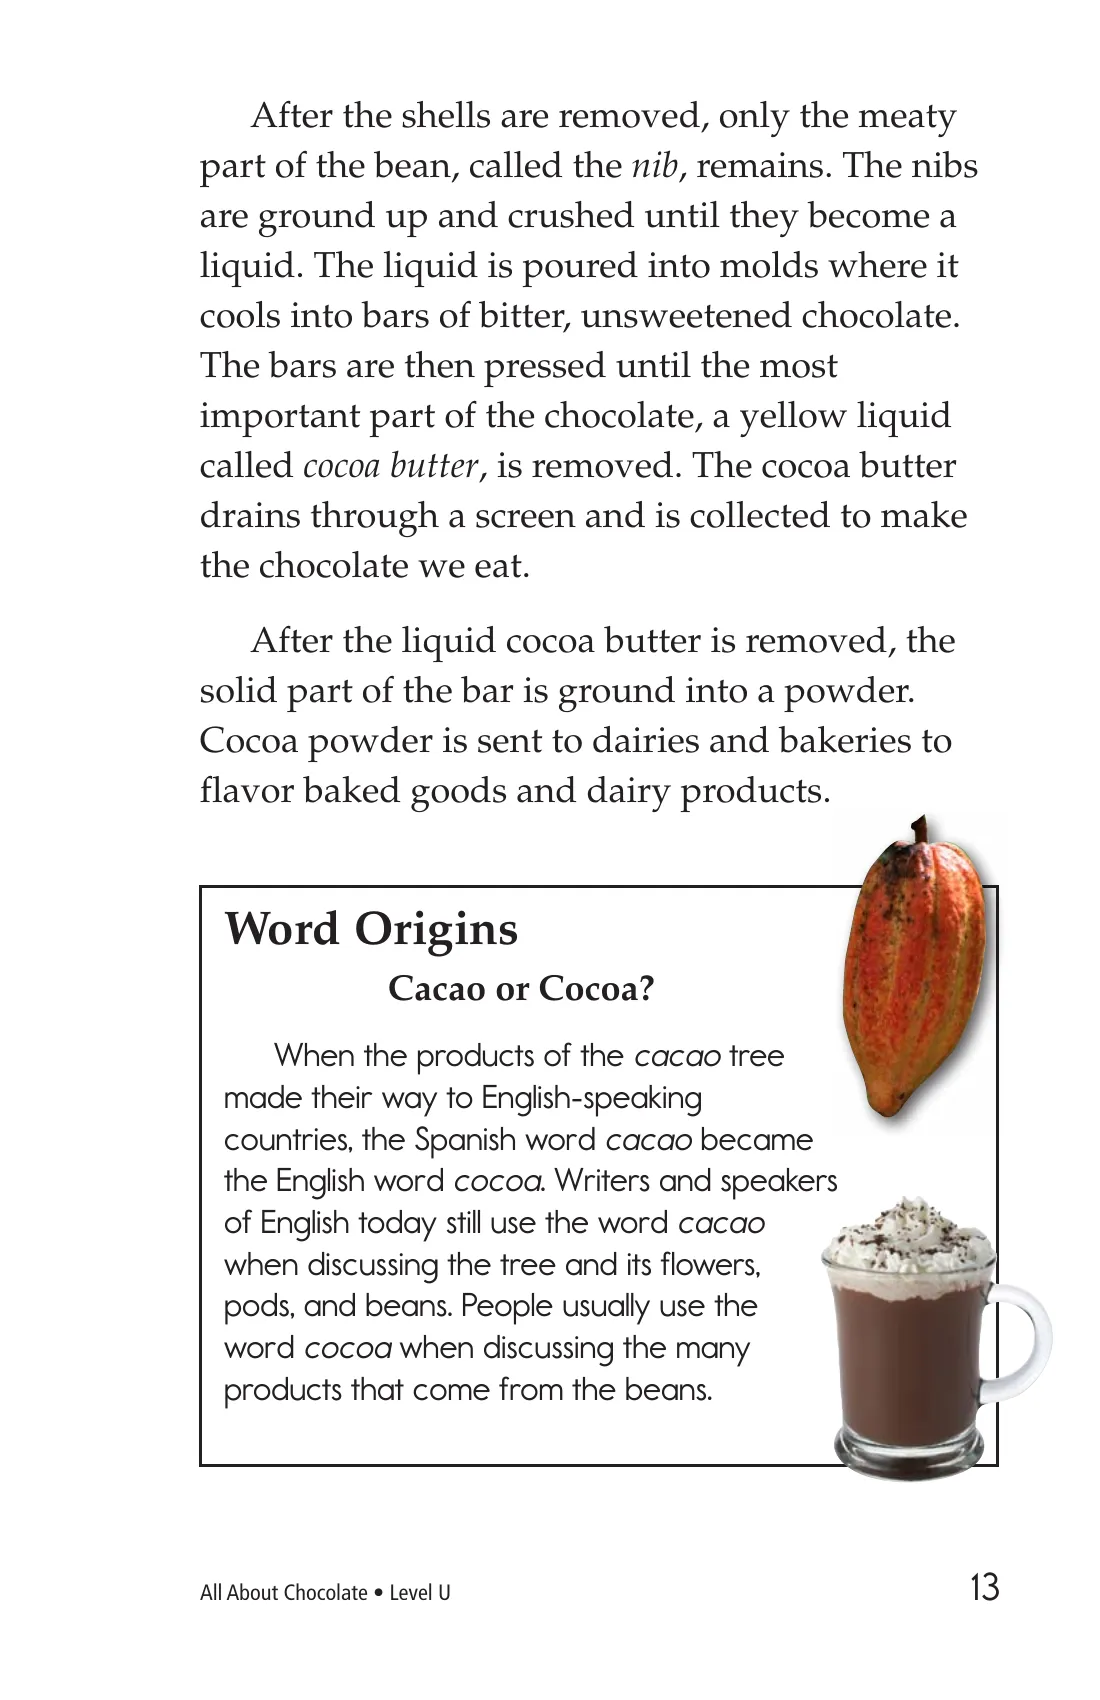 After the shells are removed, only the meaty
part of the bean, called the nib, remains. The nibs
are ground up and crushed until they become a
liquid. The liquid is poured into molds where it
cools into bars of bitter, unsweetened chocolate.
The bars are then pressed until the most
important part of the chocolate, a yellow liquid
called cocoa butter, is removed. The cocoa butter
drains through a screen and is collected to make
the chocolate we eat.
After the liquid cocoa butter is removed, the
solid part of the bar is ground into a powder.
Cocoa powder is sent to dairies and bakeries to
flavor baked goods and dairy products.
Word Origins
Cacao or Cocoa?
When the products of the cacao tree
made their way to English-speaking
countries, the Spanish word cacao became
the English word cocoa. Writers and speakers
of English today still use the word cacao
when discussing the tree and its flowers,
pods, and beans. People usually use the
word cocoa when discussing the many
products that come from the beans.
All About Chocolate • Level U
13